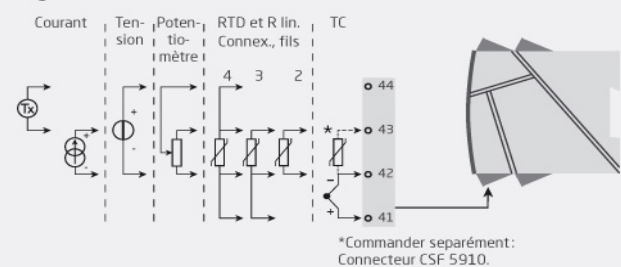 Courant
Ten-
sion
Poten-
tio-
mètre
RTD et R lin.
Connex., fils
TC
4 3 2
44
Tx
+
* 43
+
-
-
42
-
+
41
*Commander separément:
Connecteur CSF 5910.